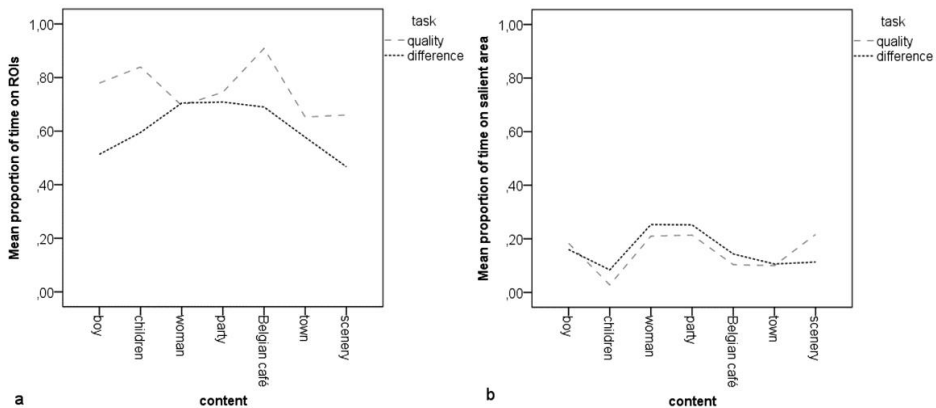 1,00
,80
,60
,40
,20
,00
Mean proportion of time on ROIs
boy
children
woman
party
Belgian café
town
scenery
content
task
quality
difference
a
1,00
,80
,60
,40
,20
,00
Mean proportion of time on salient area
boy
children
woman
party
Belgian café
town
scenery
content
task
quality
difference
b